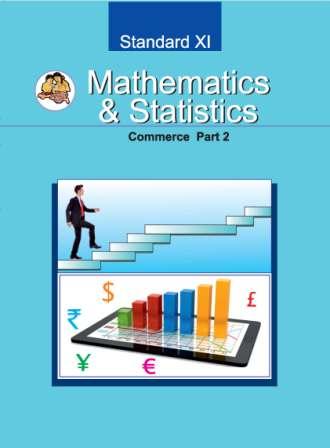 Standard XI
Mathematics
& Statistics
Commerce Part 2
$
£
₹
¥
€